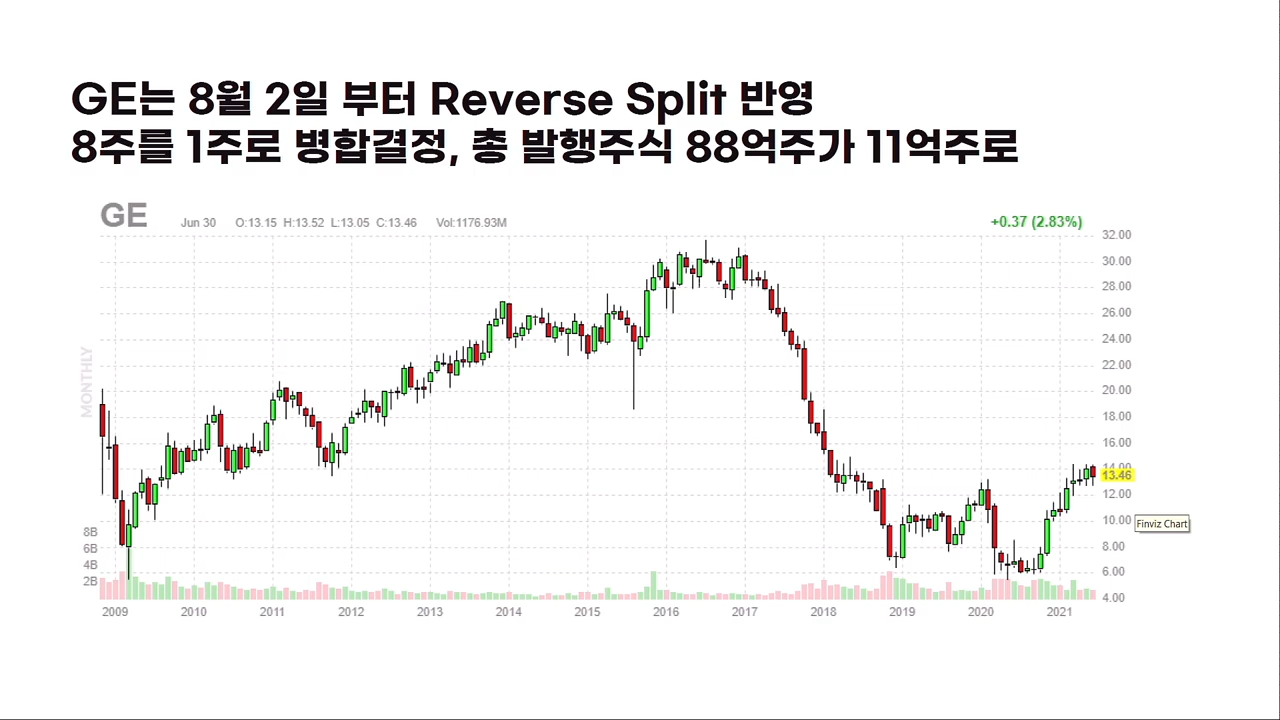 GE는 8월 2일 부터 Reverse Split 반영
8주를 1주로 병합결정, 총 발행주식 88억주가 11억주로
GE Jun 30 O:13.15 H:13.52 L:13.05 C:13.46 Vol:1176.93M +0.37 (2.83%)
MONTHLY
32.00
30.00
28.00
26.00
24.00
22.00
20.00
18.00
16.00
14.00
13.46
12.00
10.00
8.00
6.00
4.00
Finviz Chart
8B
6B
4B
2B
2009 2010 2011 2012 2013 2014 2015 2016 2017 2018 2019 2020 2021